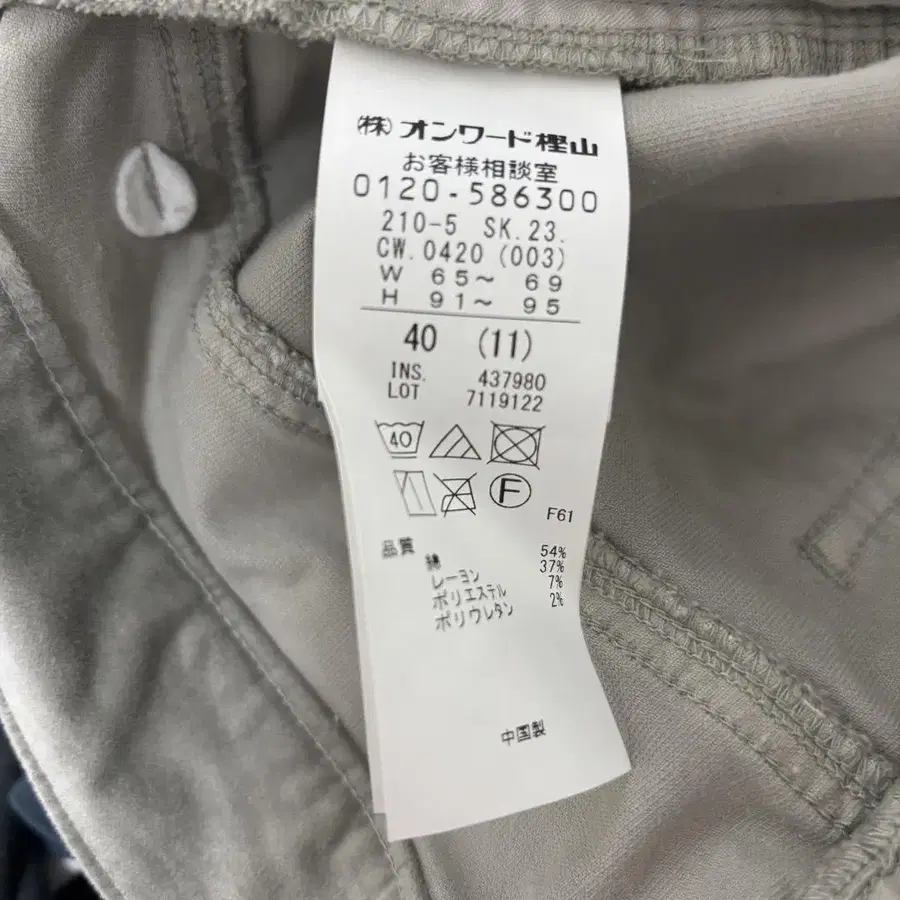 ㈱オンワード樫山
お客様相談室
0120-586300
210-5 SK.23.
CW.0420 (003)
W 65~ 69
H 91~ 95
40 (11)
INS. 437980
LOT 7119122
40
F
F61
品質
綿 54%
レーヨン 37%
ポリエステル 7%
ポリウレタン 2%
中国製